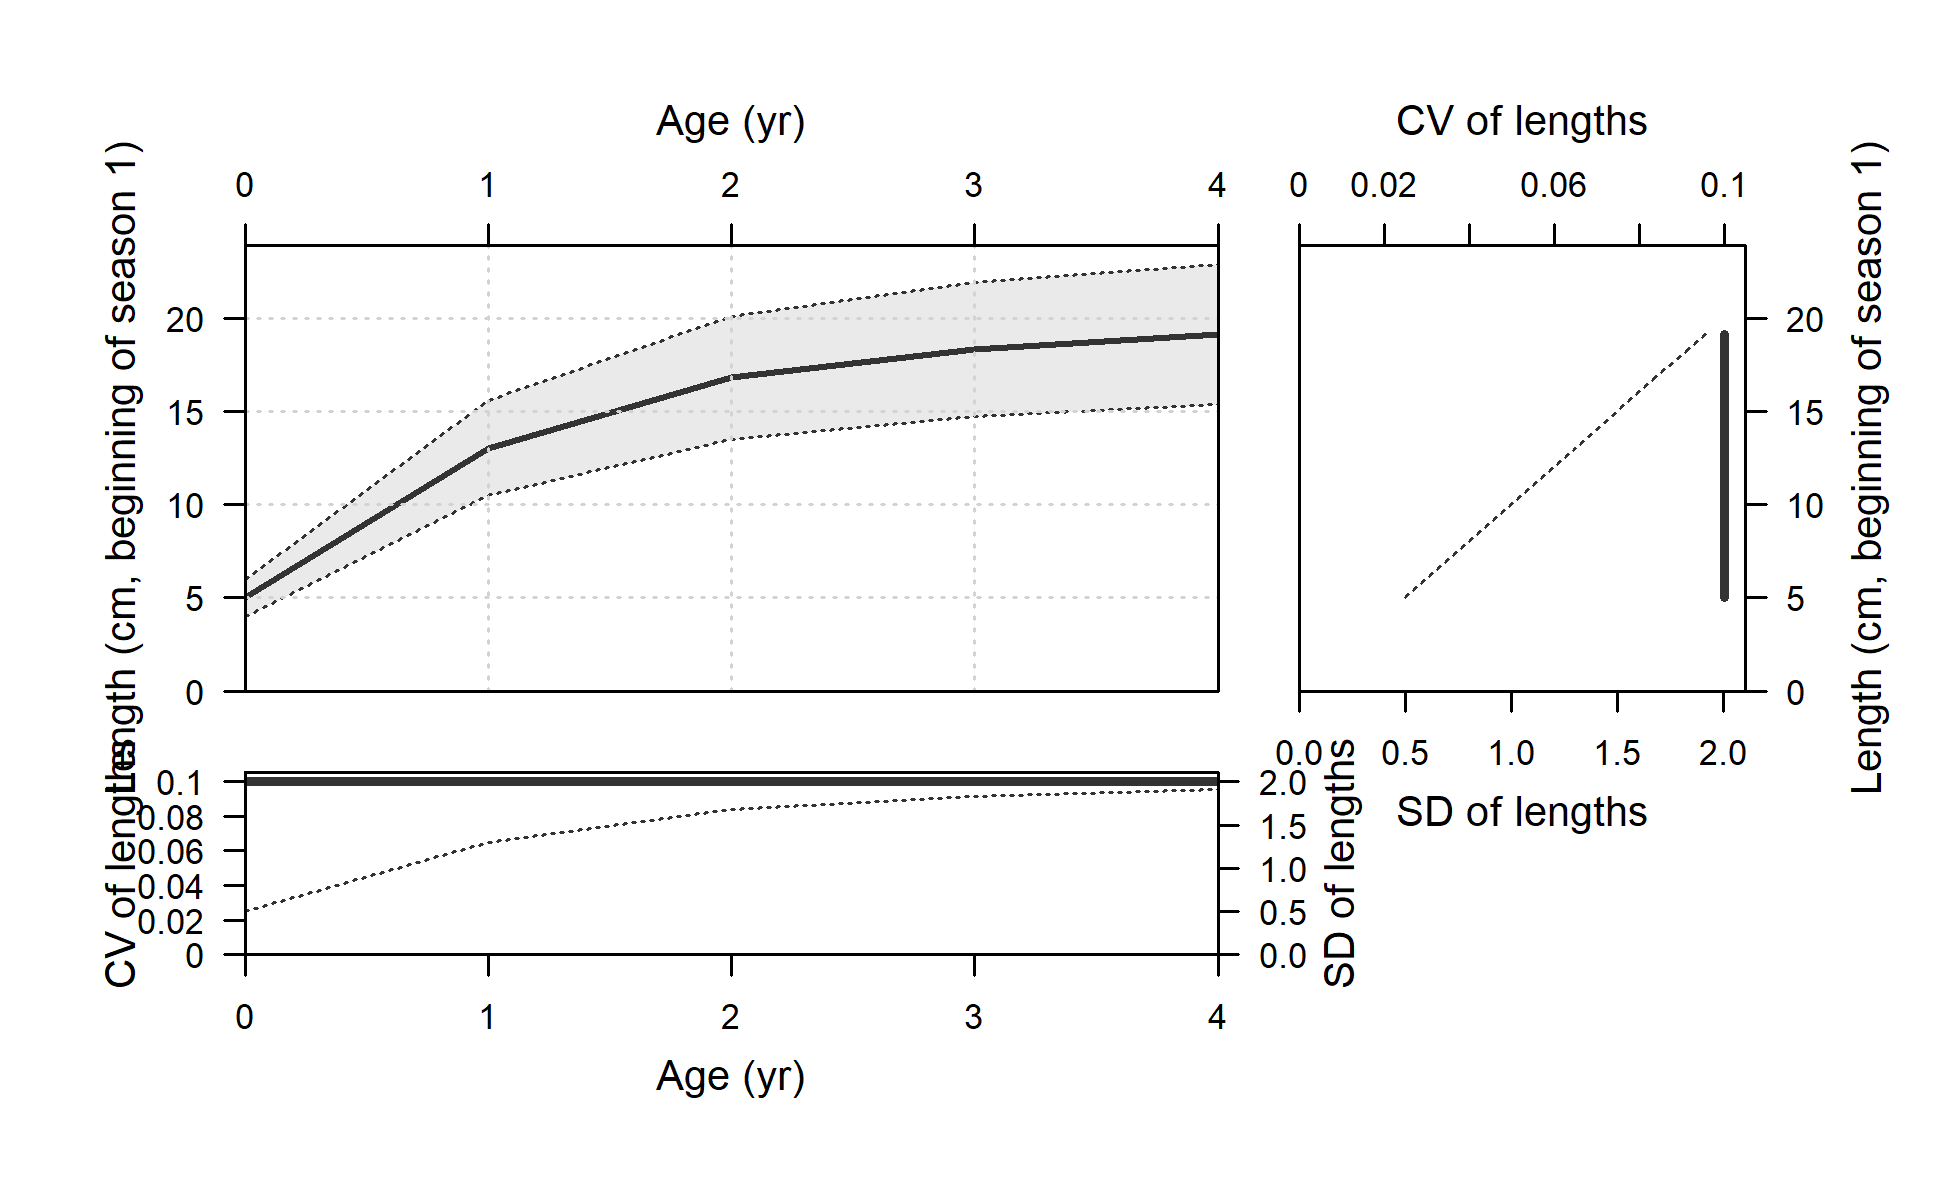 Age (yr)
0 1 2 3 4
Length (cm, beginning of season 1)
20
15
10
5
0
CV of lengths
0 0.02 0.06 0.1
Length (cm, beginning of season 1)
20
15
10
5
0
0.0 0.5 1.0 1.5 2.0
SD of lengths
CV of lengths
0.1
0.08
0.06
0.04
0.02
0
SD of lengths
2.0
1.5
1.0
0.5
0.0
0 1 2 3 4
Age (yr)